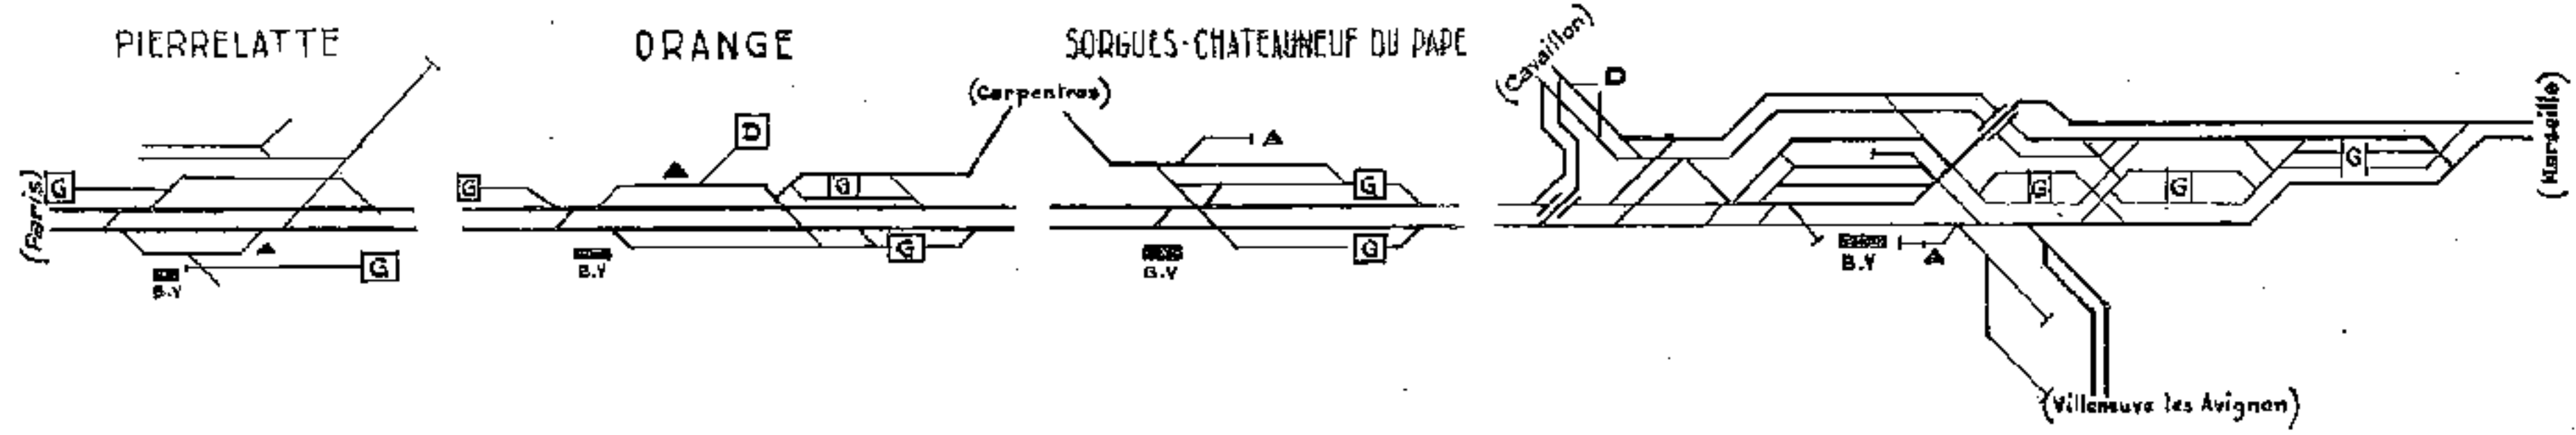 PIERRELATTE
ORANGE
SORGUES-CHATEAUNEUF DU PAPE
(Paris)
G
B.V
G
G
D
(Carpentras)
G
G
B.V
A
G
G
B.V
(Cavaillon)
D
G
G
G
(Marseille)
B.V
A
(Villeneuve les Avignon)